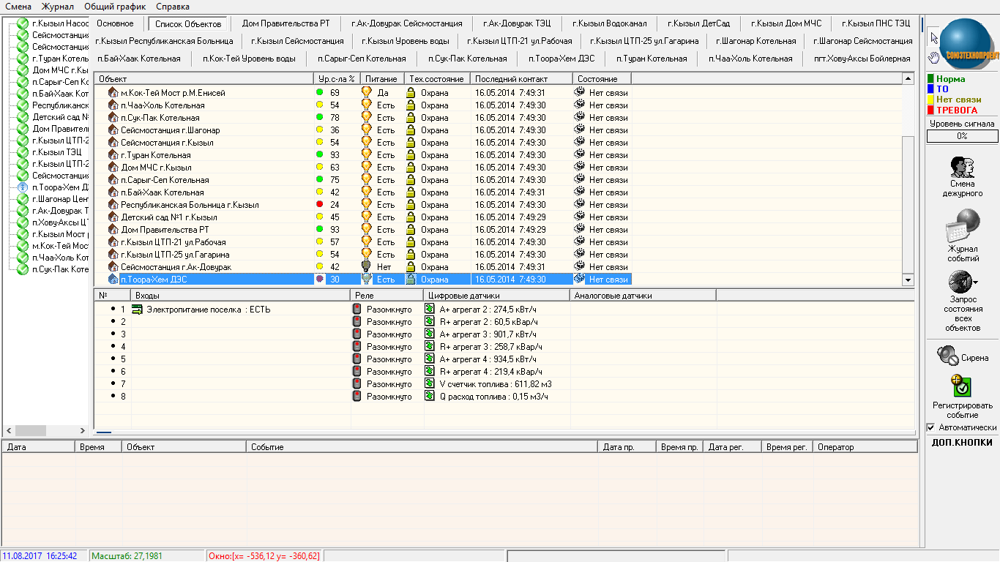 Смена Журнал Общий график Справка
г.Кызыл Насос
Сейсмостанция
Сейсмостанция
г.Туран Котель
Дом МЧС г.Кы
п.Сарыг-Сеп Ко
п.Бай-Хаак Кот
Республиканск
Детский сад №
Дом Правител
г.Кызыл ЦТП-2
г.Кызыл ТЭЦ
г.Кызыл ЦТП-2
Сейсмостанция
п.Тоора-Хем ДЭ
г.Шагонар Цен
г.Ак-Довурак Т
п.Хову-Аксы ЦТ
г.Кызыл Мост р
м.Кок-Тей Мос
п.Чаа-Холь Кот
п.Сук-Пак Коте
Основное Список Объектов Дом Правительства РТ г.Ак-Довурак Сейсмостанция г.Ак-Довурак ТЭЦ г.Кызыл Водоканал г.Кызыл ДетСад г.Кызыл Дом МЧС г.Кызыл ПНС ТЭЦ
г.Кызыл Республиканская Больница г.Кызыл Сейсмостанция г.Кызыл Уровень воды г.Кызыл ЦТП-21 ул.Рабочая г.Кызыл ЦТП-25 ул.Гагарина г.Шагонар Котельная г.Шагонар Сейсмостанция
п.Бай-Хаак Котельная п.Кок-Тей Уровень воды п.Сарыг-Сеп Котельная п.Сук-Пак Котельная п.Тоора-Хем ДЭС п.Туран Котельная п.Чаа-Холь Котельная пгт.Хову-Аксы Бойлерная
Объект Ур.с-ла % Питание Тех.состояние Последний контакт Состояние
м.Кок-Тей Мост р.М.Енисей 69 Да Охрана 16.05.2014 7:49:31 Нет связи
п.Чаа-Холь Котельная 54 Есть Охрана 16.05.2014 7:49:30 Нет связи
п.Сук-Пак Котельная 78 Есть Охрана 16.05.2014 7:49:30 Нет связи
Сейсмостанция г.Шагонар 36 Есть Охрана 16.05.2014 7:49:30 Нет связи
Сейсмостанция г.Кызыл 54 Есть Охрана 16.05.2014 7:49:30 Нет связи
г.Туран Котельная 93 Есть Охрана 16.05.2014 7:49:30 Нет связи
Дом МЧС г.Кызыл 63 Есть Охрана 16.05.2014 7:49:30 Нет связи
п.Сарыг-Сеп Котельная 75 Есть Охрана 16.05.2014 7:49:30 Нет связи
п.Бай-Хаак Котельная 42 Есть Охрана 16.05.2014 7:49:31 Нет связи
Республиканская Больница г.Кызыл 24 Есть Охрана 16.05.2014 7:49:30 Нет связи
Детский сад №1 г.Кызыл 45 Есть Охрана 16.05.2014 7:49:29 Нет связи
Дом Правительства РТ 93 Есть Охрана 16.05.2014 7:49:29 Нет связи
г.Кызыл ЦТП-21 ул.Рабочая 57 Есть Охрана 16.05.2014 7:49:30 Нет связи
г.Кызыл ЦТП-25 ул.Гагарина 54 Есть Охрана 16.05.2014 7:49:30 Нет связи
Сейсмостанция г.Ак-Довурак 42 Нет Охрана 16.05.2014 7:49:31 Нет связи
п.Тоора-Хем ДЭС 30 Есть Охрана 16.05.2014 7:49:30 Нет связи
№ Входы Реле Цифровые датчики Аналоговые датчики
1 Электропитание поселка : ЕСТЬ Разомкнуто А+ агрегат 2 : 274,5 кВт/ч
2 Разомкнуто R+ агрегат 2 : 60,5 кВар/ч
3 Разомкнуто А+ агрегат 3 : 901,7 кВт/ч
4 Разомкнуто R+ агрегат 3 : 258,7 кВар/ч
5 Разомкнуто А+ агрегат 4 : 934,5 кВт/ч
6 Разомкнуто R+ агрегат 4 : 219,4 кВар/ч
7 Разомкнуто V счетчик топлива : 611,82 м3
8 Разомкнуто Q расход топлива : 0,15 м3/ч
Дата Время Объект Событие Дата пр. Время пр. Дата рег. Время рег. Оператор
СОЮЗТЕХНОПРОЕКТ
Норма
ТО
Нет связи
ТРЕВОГА
Уровень сигнала
0%
Смена
дежурного
Журнал
событий
Запрос
состояния
всех
объектов
Сирена
Регистрировать
событие
Автоматически
ДОП.КНОПКИ
11.08.2017 16:25:42 Масштаб: 27,1981 Окно:[x= -536,12 y= -360,62]